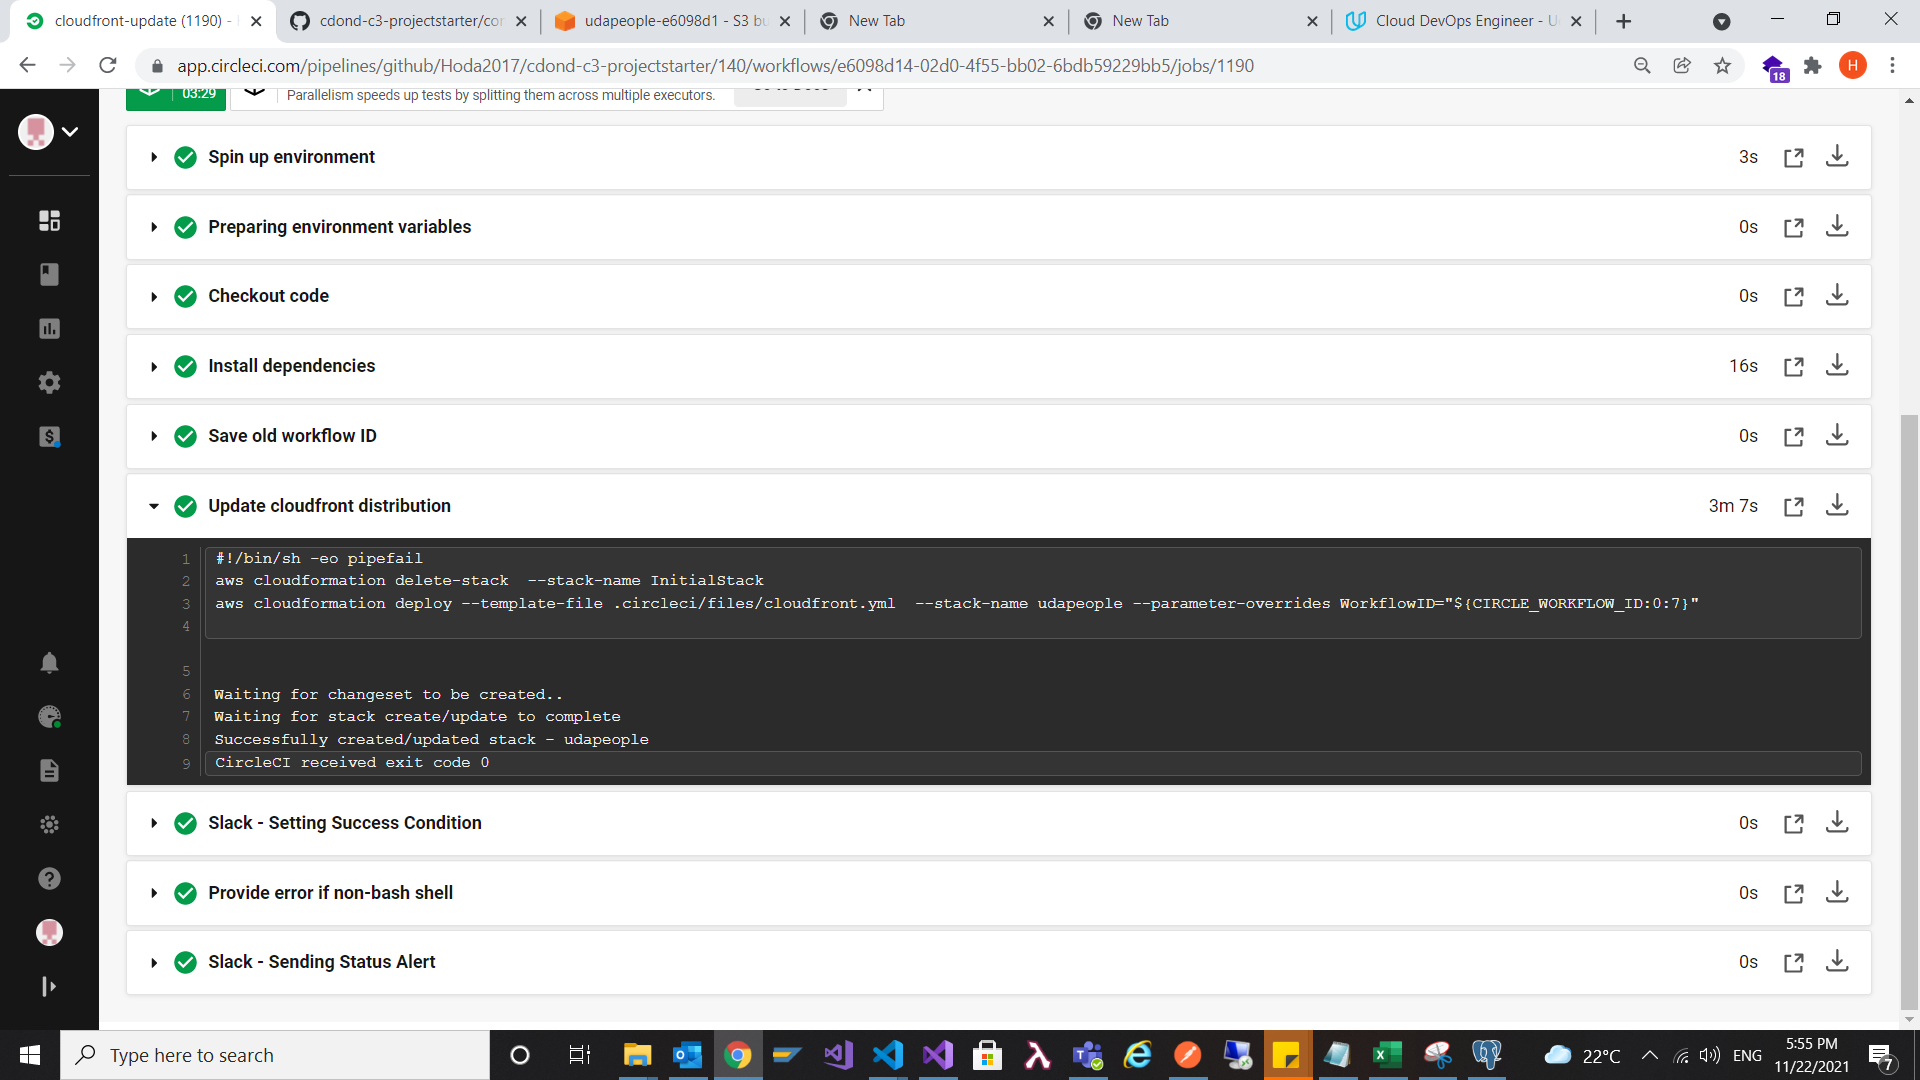 cloudfront-update (1190) -
cdond-c3-projectstarter/co
udapeople-e6098d1 - S3 bu
New Tab
New Tab
Cloud DevOps Engineer - U
app.circleci.com/pipelines/github/Hoda2017/cdond-c3-projectstarter/140/workflows/e6098d14-02d0-4f55-bb02-6bdb59229bb5/jobs/1190
18
H
03:29
Parallelism speeds up tests by splitting them across multiple executors.
Spin up environment
3s
Preparing environment variables
0s
Checkout code
0s
Install dependencies
16s
Save old workflow ID
0s
Update cloudfront distribution
3m 7s
1 #!/bin/sh -eo pipefail
2 aws cloudformation delete-stack  --stack-name InitialStack
3 aws cloudformation deploy --template-file .circleci/files/cloudfront.yml  --stack-name udapeople --parameter-overrides WorkflowID="${CIRCLE_WORKFLOW_ID:0:7}"
4
5
6 Waiting for changeset to be created..
7 Waiting for stack create/update to complete
8 Successfully created/updated stack - udapeople
9 CircleCI received exit code 0
Slack - Setting Success Condition
0s
Provide error if non-bash shell
0s
Slack - Sending Status Alert
0s
Type here to search
22°C
ENG
5:55 PM
11/22/2021
7